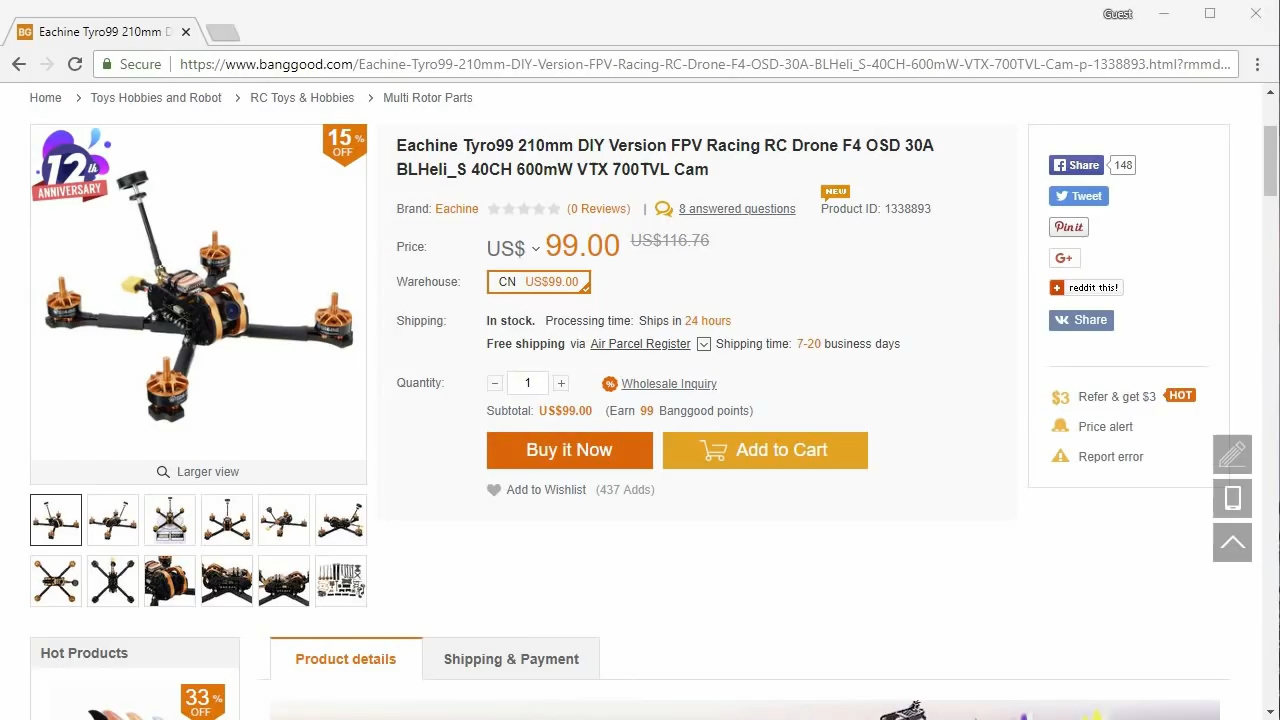 Guest
BG Eachine Tyro99 210mm D
Secure
https://www.banggood.com/Eachine-Tyro99-210mm-DIY-Version-FPV-Racing-RC-Drone-F4-OSD-30A-BLHeli_S-40CH-600mW-VTX-700TVL-Cam-p-1338893.html?rmmd...
Home > Toys Hobbies and Robot > RC Toys & Hobbies > Multi Rotor Parts
12th
ANNIVERSARY
15%
OFF
Eachine Tyro99 210mm DIY Version FPV Racing RC Drone F4 OSD 30A
BLHeli_S 40CH 600mW VTX 700TVL Cam
NEW
Brand: Eachine (0 Reviews) | 8 answered questions Product ID: 1338893
Price: US$ 99.00 US$116.76
Warehouse: CN US$99.00
Shipping: In stock. Processing time: Ships in 24 hours
Free shipping via Air Parcel Register Shipping time: 7-20 business days
Quantity: − 1 + % Wholesale Inquiry
Subtotal: US$99.00 (Earn 99 Banggood points)
Buy it Now Add to Cart
Add to Wishlist (437 Adds)
Larger view
Share 148
Tweet
Pin it
G+
reddit this!
Share
$3 Refer & get $3 HOT
Price alert
Report error
Hot Products
33%
OFF
Product details Shipping & Payment